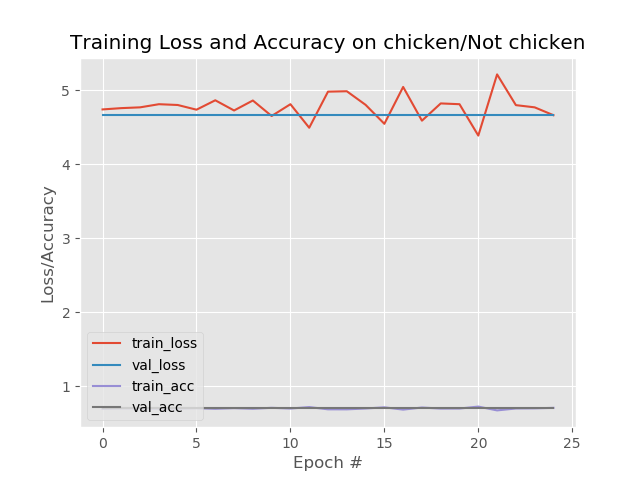 Training Loss and Accuracy on chicken/Not chicken
Loss/Accuracy
5
4
3
2
1
train_loss
val_loss
train_acc
val_acc
0
5
10
15
20
25
Epoch #